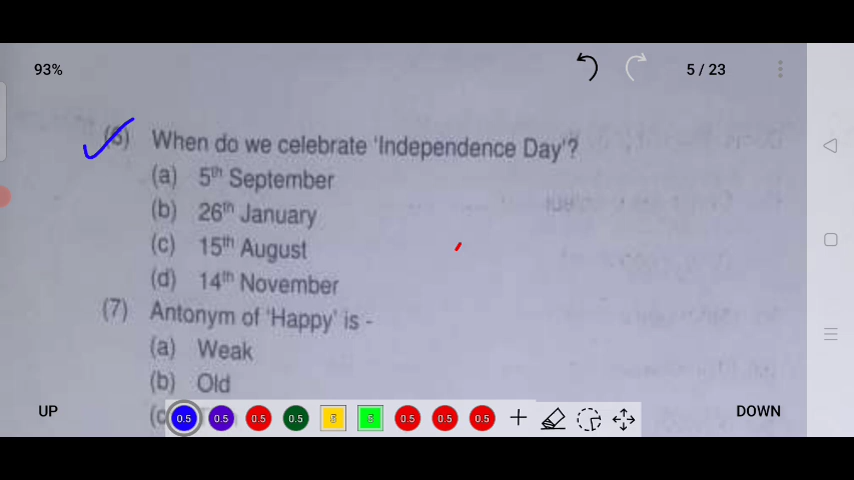 93%
5 / 23
(6) When do we celebrate 'Independence Day'?
(a) 5th September
(b) 26th January
(c) 15th August
(d) 14th November
(7) Antonym of 'Happy' is -
(a) Weak
(b) Old
(c
UP
0.5 0.5 0.5 0.5 5 5 0.5 0.5 0.5
DOWN